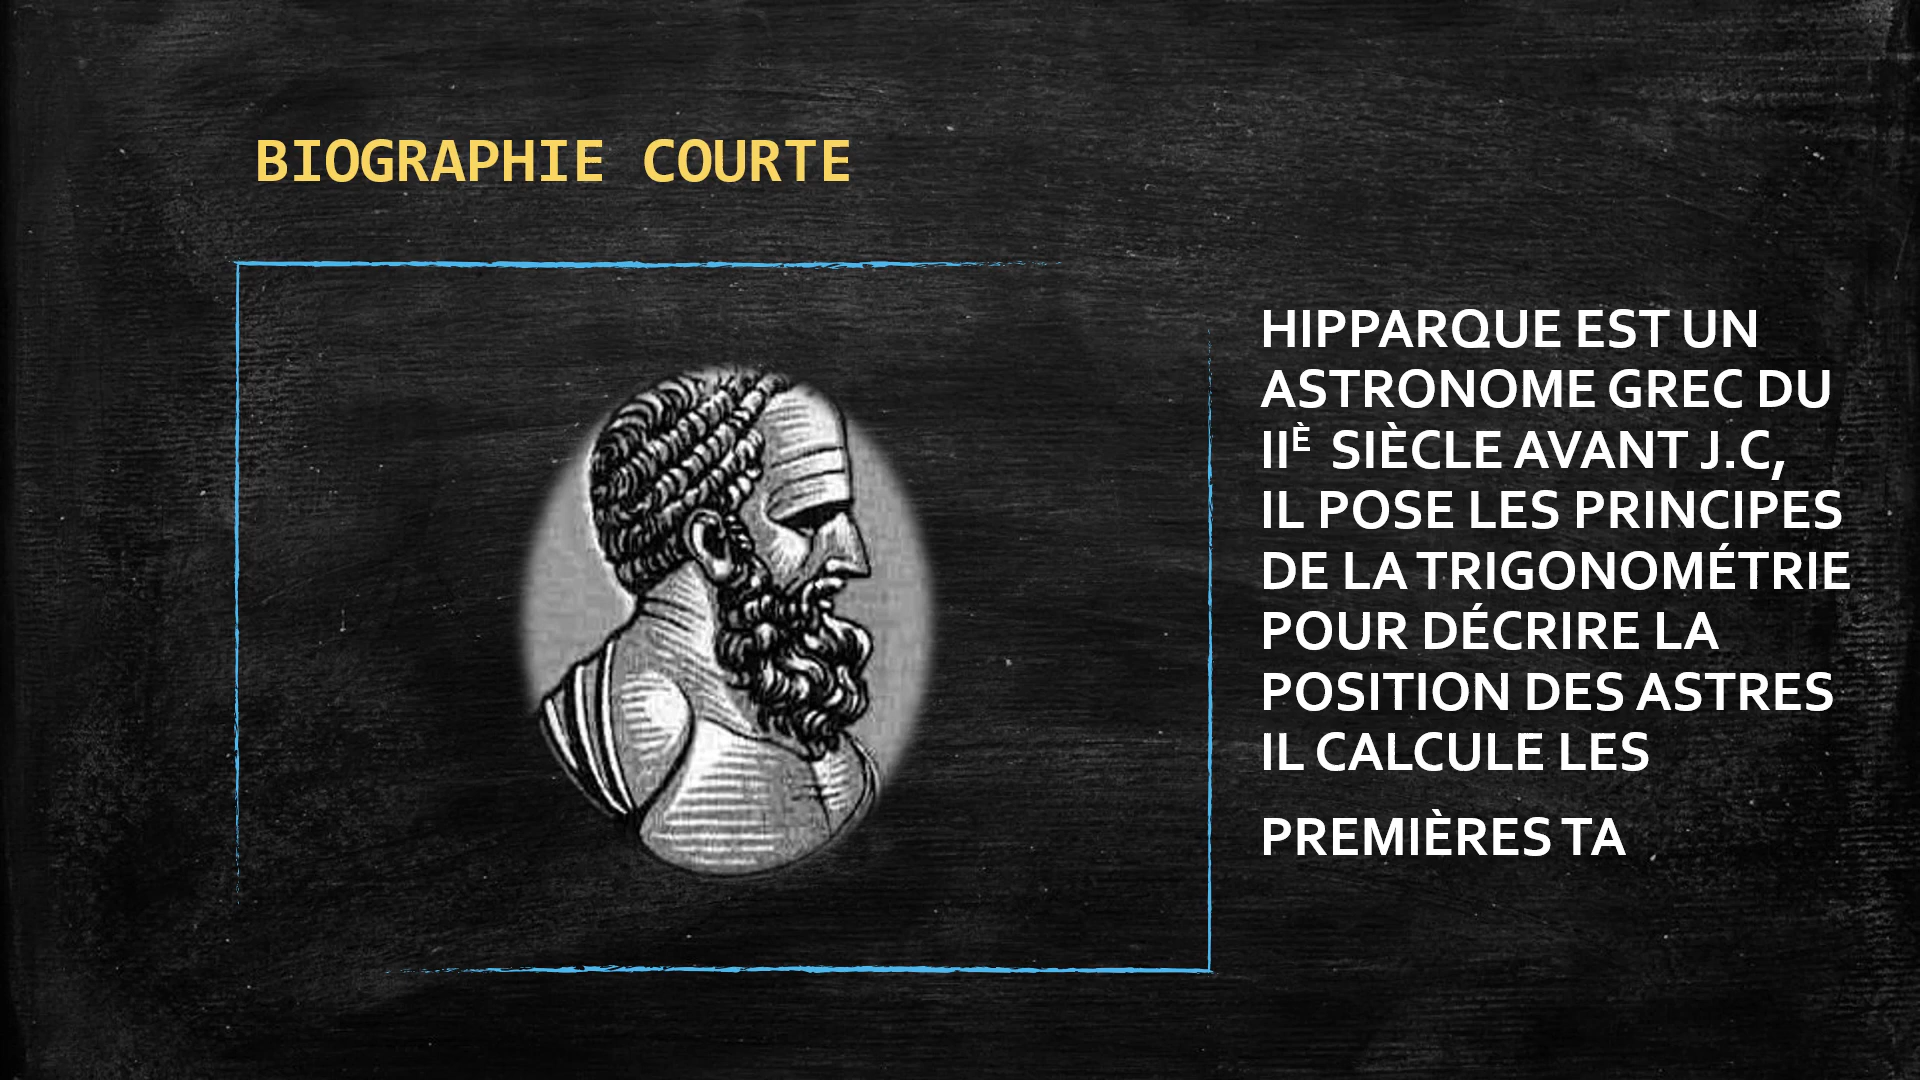 BIOGRAPHIE COURTE
HIPPARQUE EST UN
ASTRONOME GREC DU
IIÈ SIÈCLE AVANT J.C,
IL POSE LES PRINCIPES
DE LA TRIGONOMÉTRIE
POUR DÉCRIRE LA
POSITION DES ASTRES
IL CALCULE LES
PREMIÈRES TA